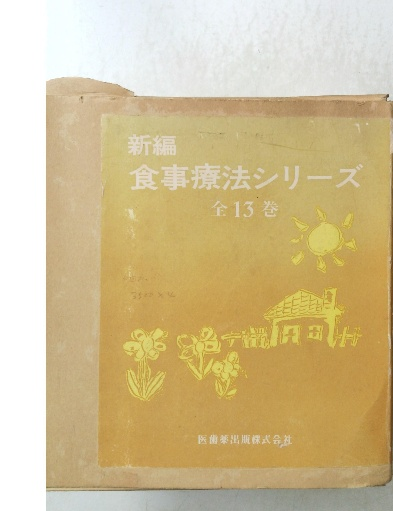 新編
食事療法シリーズ
全13巻
医歯薬出版株式会社